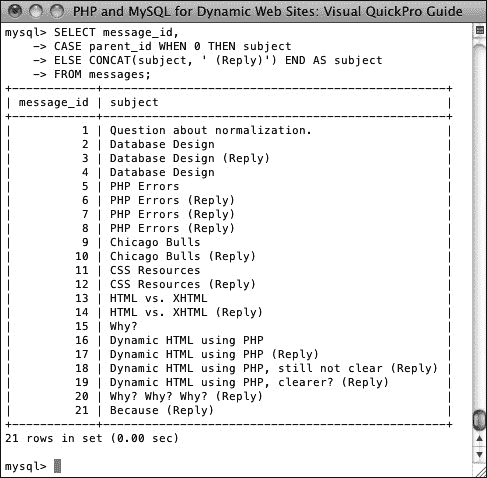 PHP and MySQL for Dynamic Web Sites: Visual QuickPro Guide
mysql> SELECT message_id,
    -> CASE parent_id WHEN 0 THEN subject
    -> ELSE CONCAT(subject, ' (Reply)') END AS subject
    -> FROM messages;
+------------+---------------------------------------------+
| message_id | subject                                     |
+------------+---------------------------------------------+
|          1 | Question about normalization.               |
|          2 | Database Design                             |
|          3 | Database Design (Reply)                     |
|          4 | Database Design                             |
|          5 | PHP Errors                                  |
|          6 | PHP Errors (Reply)                          |
|          7 | PHP Errors (Reply)                          |
|          8 | PHP Errors (Reply)                          |
|          9 | Chicago Bulls                               |
|         10 | Chicago Bulls (Reply)                       |
|         11 | CSS Resources                               |
|         12 | CSS Resources (Reply)                       |
|         13 | HTML vs. XHTML                              |
|         14 | HTML vs. XHTML (Reply)                      |
|         15 | Why?                                        |
|         16 | Dynamic HTML using PHP                      |
|         17 | Dynamic HTML using PHP (Reply)              |
|         18 | Dynamic HTML using PHP, still not clear (Reply) |
|         19 | Dynamic HTML using PHP, clearer? (Reply)    |
|         20 | Why? Why? Why? (Reply)                      |
|         21 | Because (Reply)                             |
+------------+---------------------------------------------+
21 rows in set (0.00 sec)
mysql>